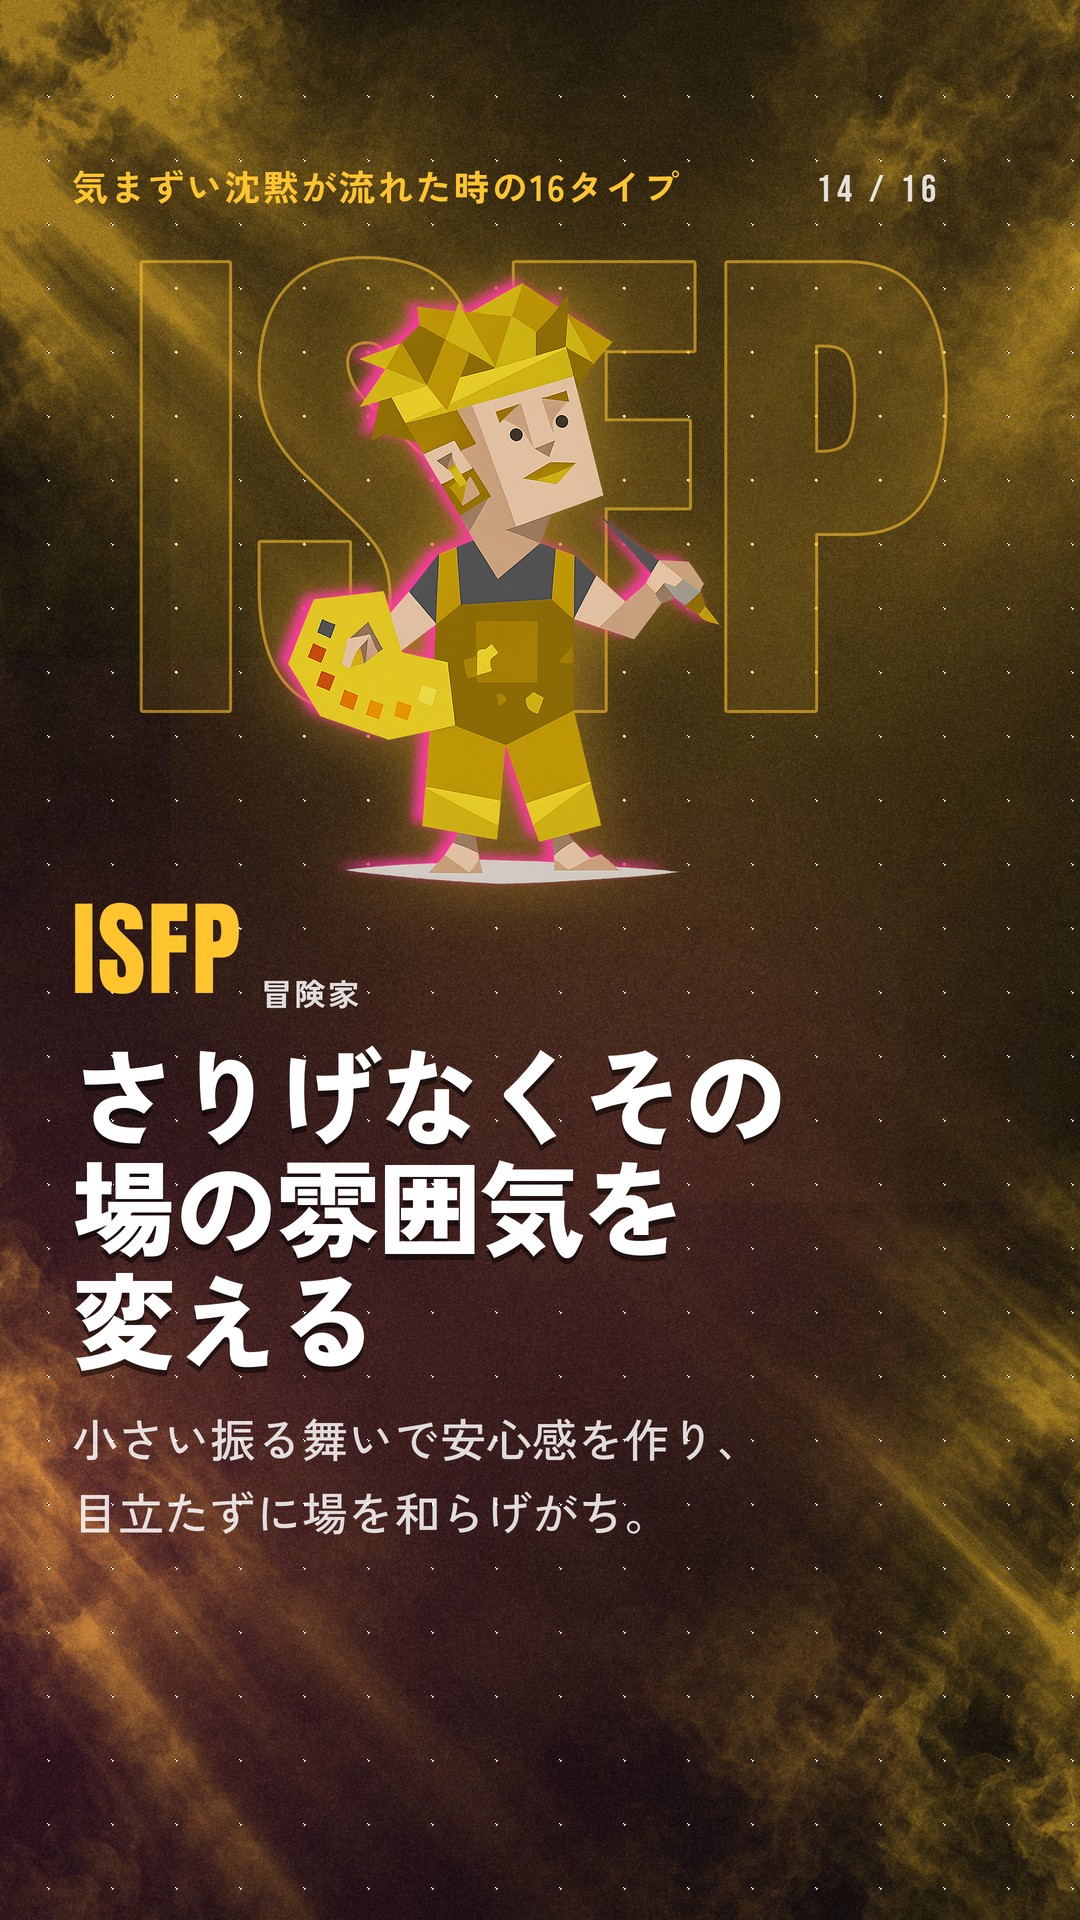 気まずい沈黙が流れた時の16タイプ
14 / 16
ISFP
ISFP
冒険家
さりげなくその
場の雰囲気を
変える
小さい振る舞いで安心感を作り、
目立たずに場を和らげがち。